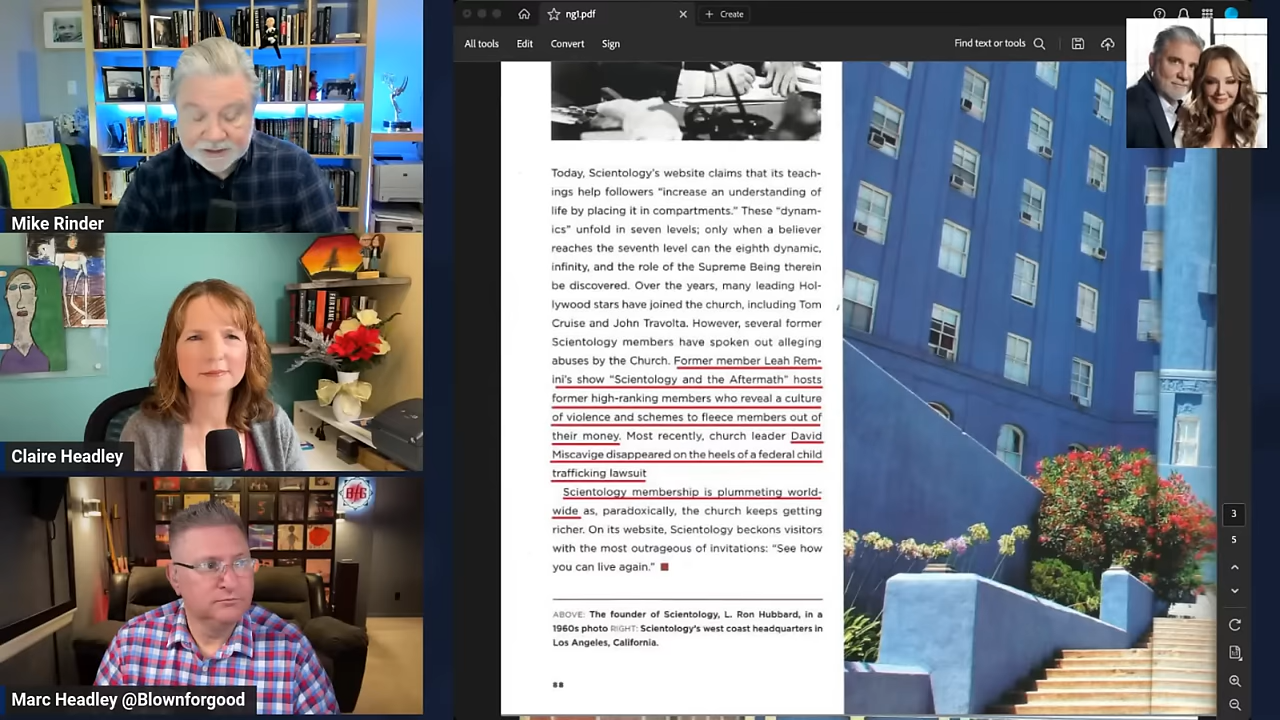 Mike Rinder
Claire Headley
BFG
Marc Headley @Blownforgood
ng1.pdf
Create
All tools
Edit
Convert
Sign
Find text or tools
Today, Scientology's website claims that its teach-
ings help followers "increase an understanding of
life by placing it in compartments." These "dynam-
ics" unfold in seven levels; only when a believer
reaches the seventh level can the eighth dynamic,
infinity, and the role of the Supreme Being therein
be discovered. Over the years, many leading Hol-
lywood stars have joined the church, including Tom
Cruise and John Travolta. However, several former
Scientology members have spoken out alleging
abuses by the Church. Former member Leah Rem-
ini's show "Scientology and the Aftermath" hosts
former high-ranking members who reveal a culture
of violence and schemes to fleece members out of
their money. Most recently, church leader David
Miscavige disappeared on the heels of a federal child
trafficking lawsuit
Scientology membership is plummeting world-
wide as, paradoxically, the church keeps getting
richer. On its website, Scientology beckons visitors
with the most outrageous of invitations: "See how
you can live again."
ABOVE: The founder of Scientology, L. Ron Hubbard, in a
1960s photo RIGHT: Scientology's west coast headquarters in
Los Angeles, California.
88
3
5